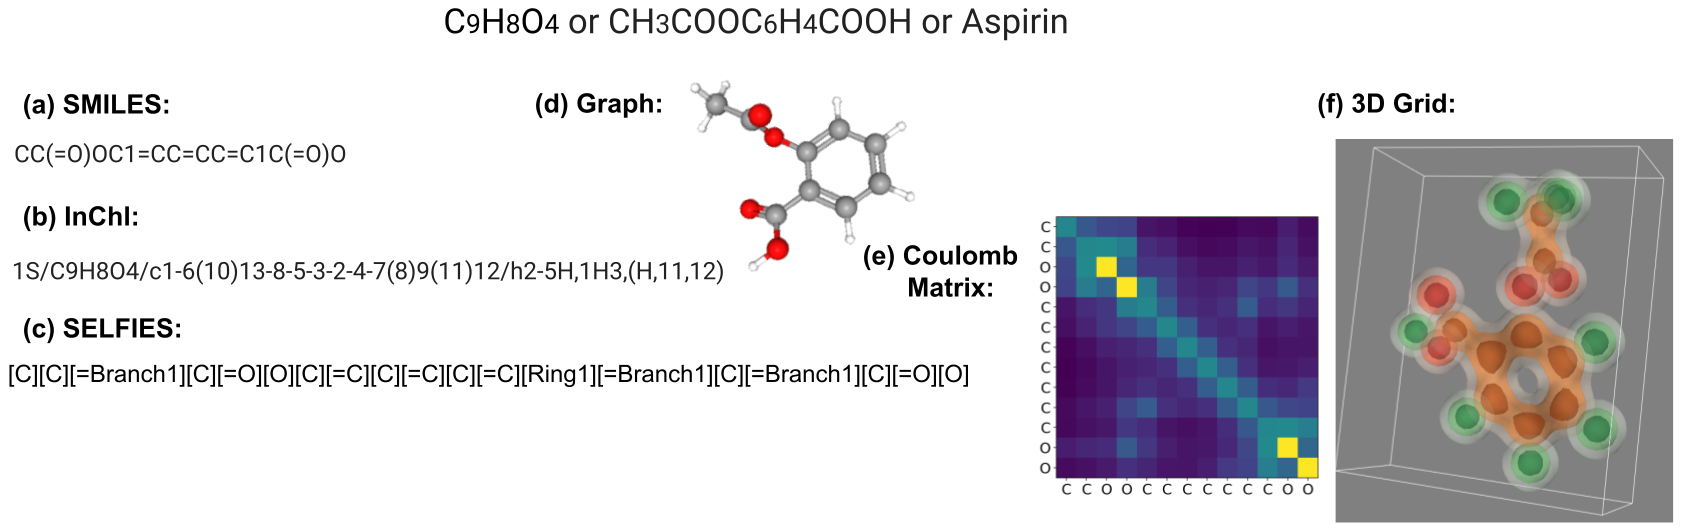 C9H8O4 or CH3COOC6H4COOH or Aspirin
(a) SMILES:
CC(=O)OC1=CC=CC=C1C(=O)O
(b) InChI:
1S/C9H8O4/c1-6(10)13-8-5-3-2-4-7(8)9(11)12/h2-5H,1H3,(H,11,12)
(c) SELFIES:
[C][C][=Branch1][C][=O][O][C][=C][C][=C][C][=C][Ring1][=Branch1][C][=Branch1][C][=O][O]
(d) Graph:
(e) Coulomb
Matrix:
C
C
O
O
C
C
C
C
C
C
C
O
O
C C O O C C C C C C C O O
(f) 3D Grid: